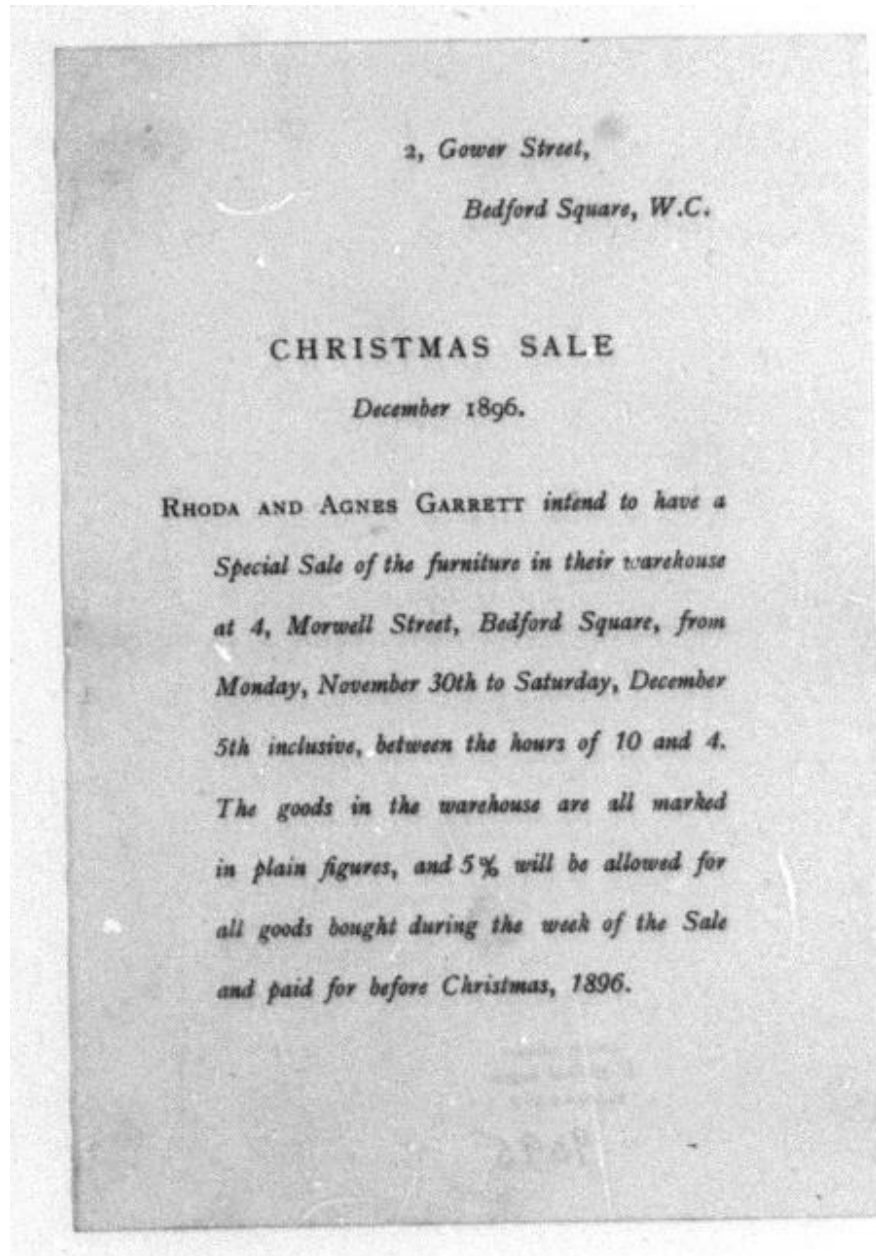 2, Gower Street,
Bedford Square, W.C.
CHRISTMAS SALE
December 1896.
RHODA AND AGNES GARRETT intend to have a
Special Sale of the furniture in their warehouse
at 4, Morwell Street, Bedford Square, from
Monday, November 30th to Saturday, December
5th inclusive, between the hours of 10 and 4.
The goods in the warehouse are all marked
in plain figures, and 5% will be allowed for
all goods bought during the week of the Sale
and paid for before Christmas, 1896.